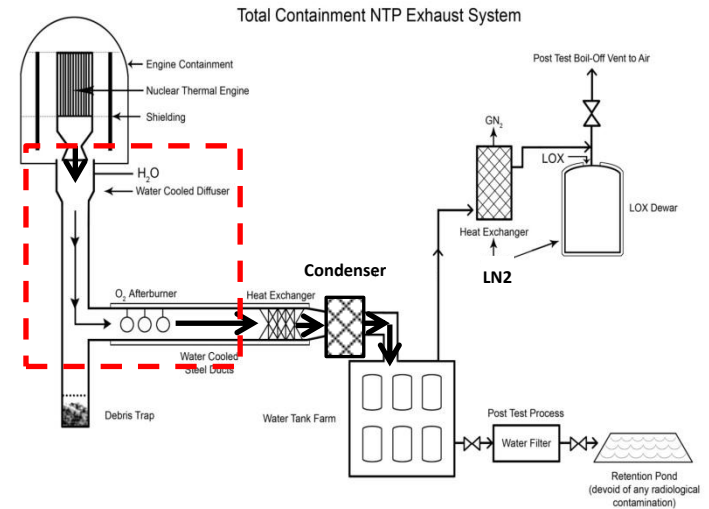 Total Containment NTP Exhaust System
Engine Containment
Nuclear Thermal Engine
Shielding
H2O
Water Cooled Diffuser
O2 Afterburner
Heat Exchanger
Condenser
Water Cooled
Steel Ducts
Debris Trap
Water Tank Farm
Post Test Boil-Off Vent to Air
GN2
LOX
LOX Dewar
Heat Exchanger
LN2
Post Test Process
Water Filter
Retention Pond
(devoid of any radiological
contamination)